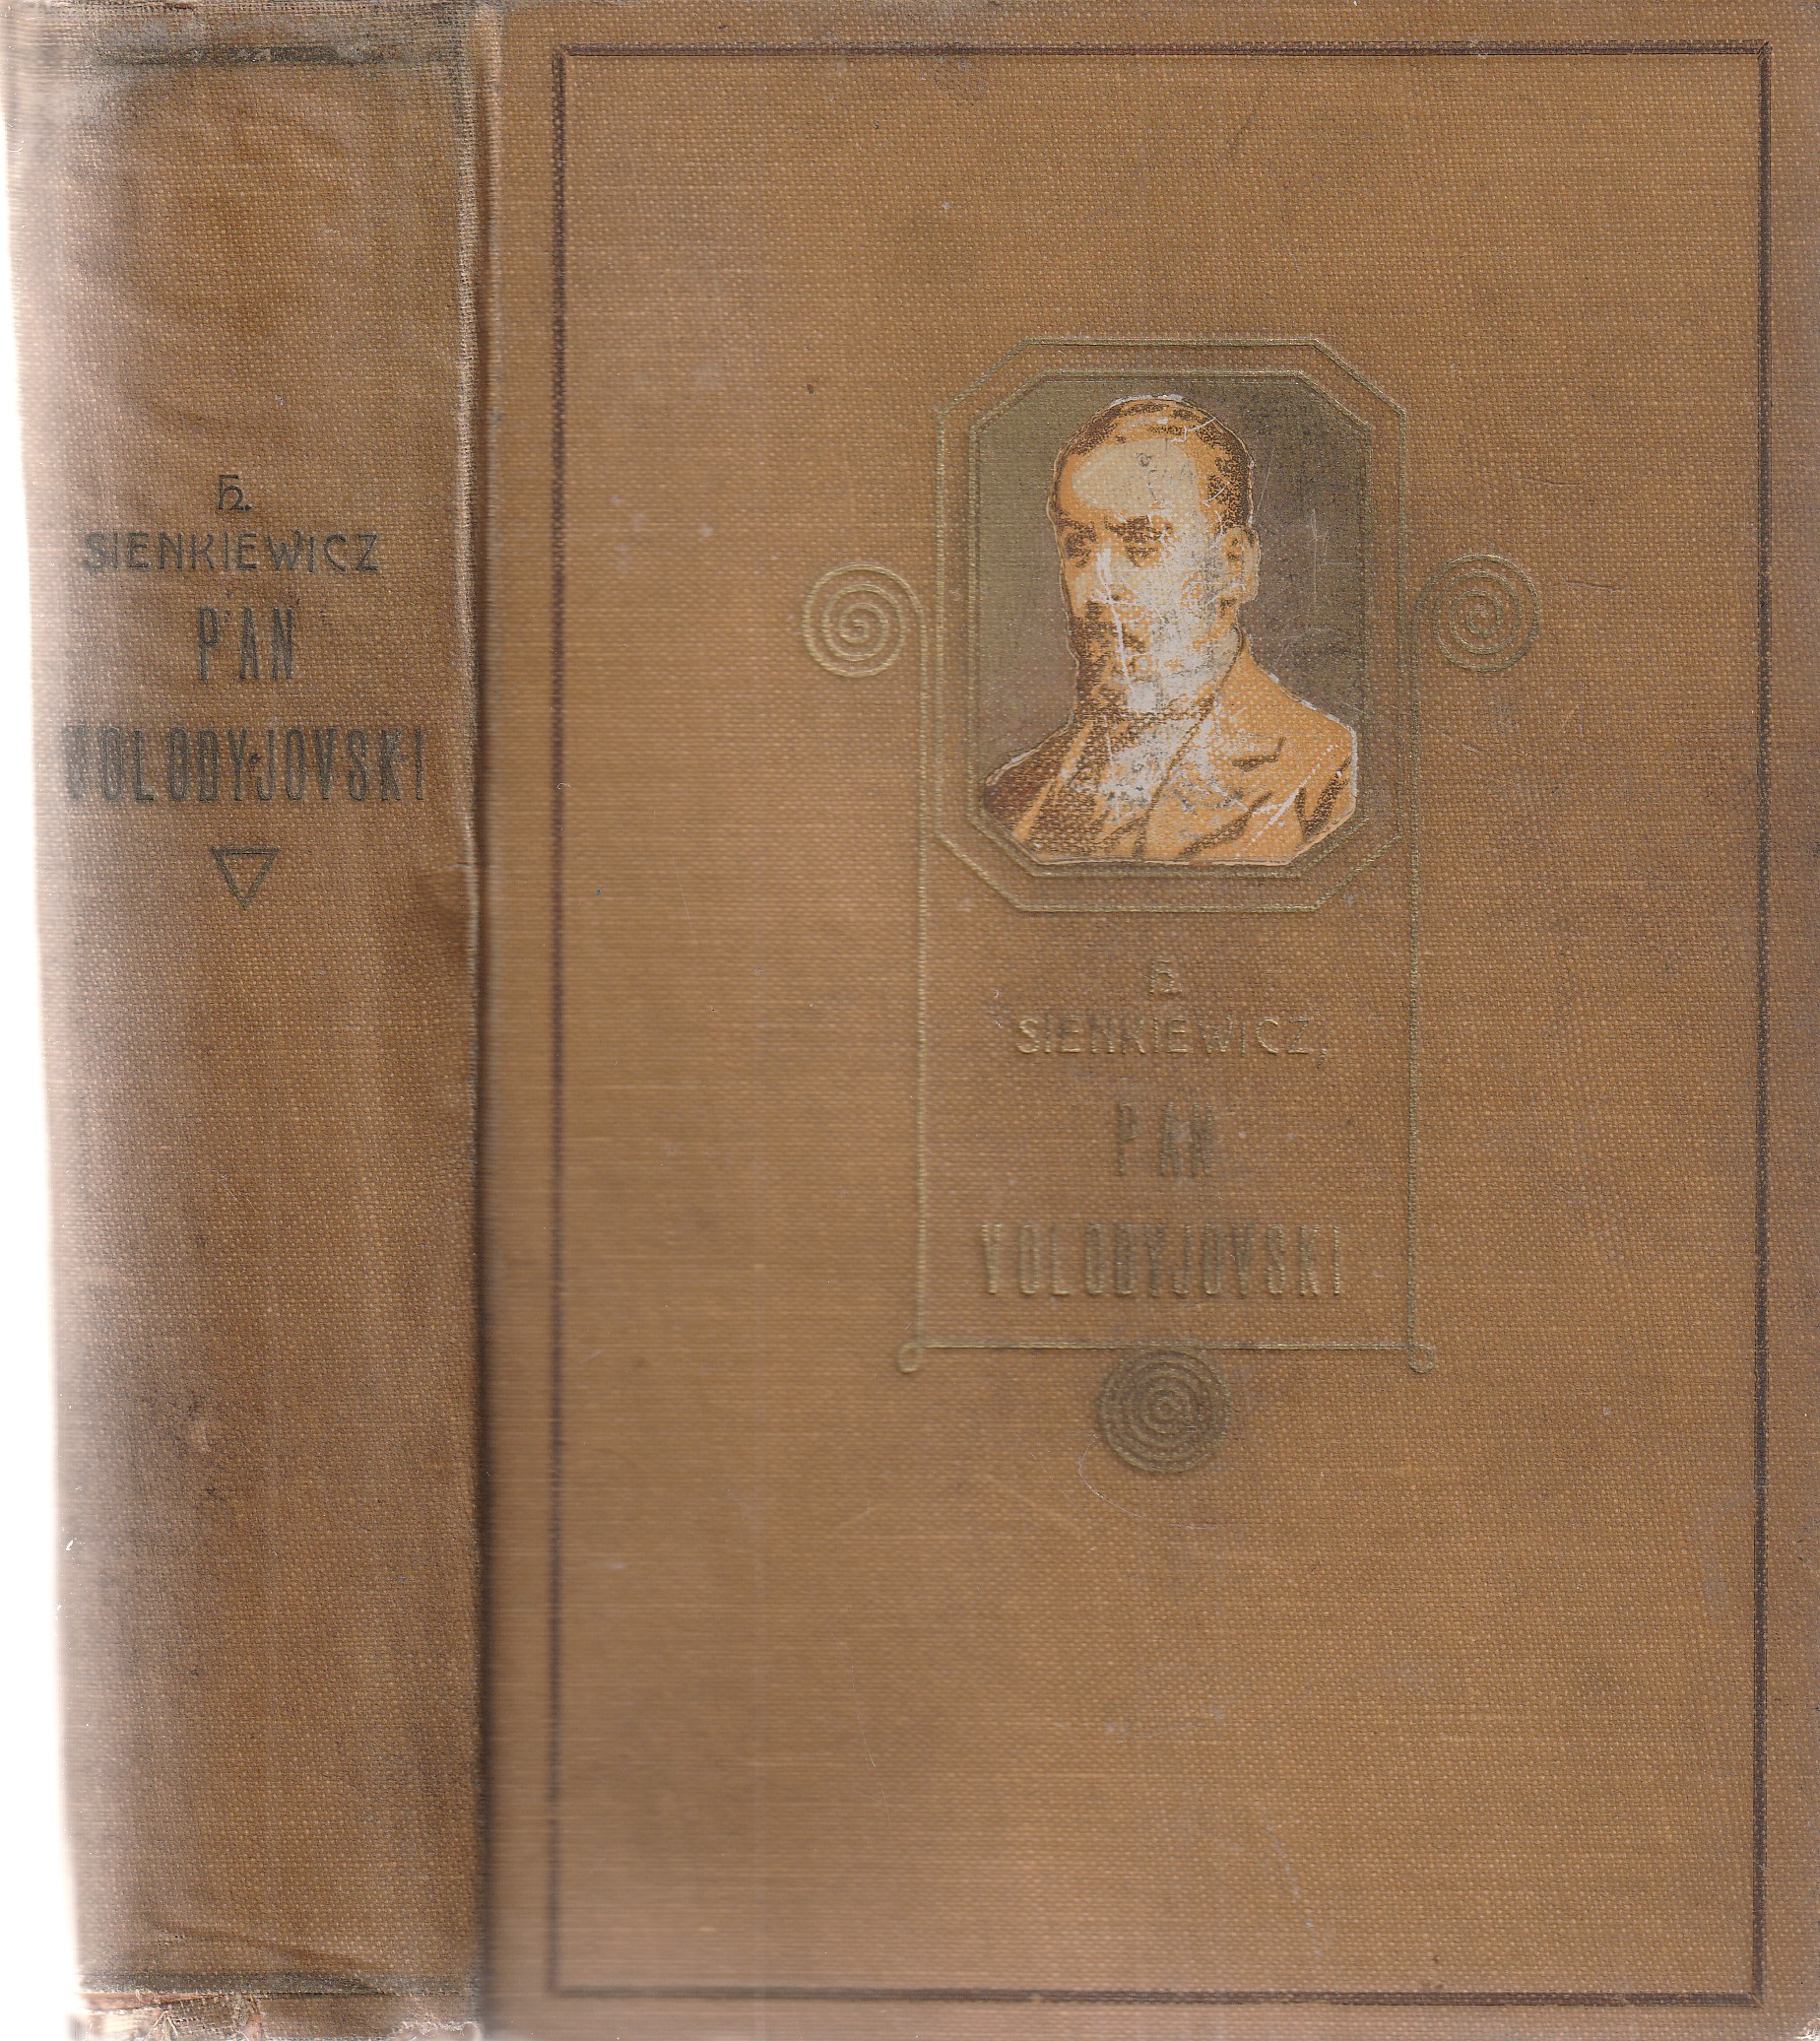 H.
SIENKIEWICZ
PAN
VOLODYJOVSKI
H.
SIENKIEWICZ,
PAN
VOLODYJOVSKI